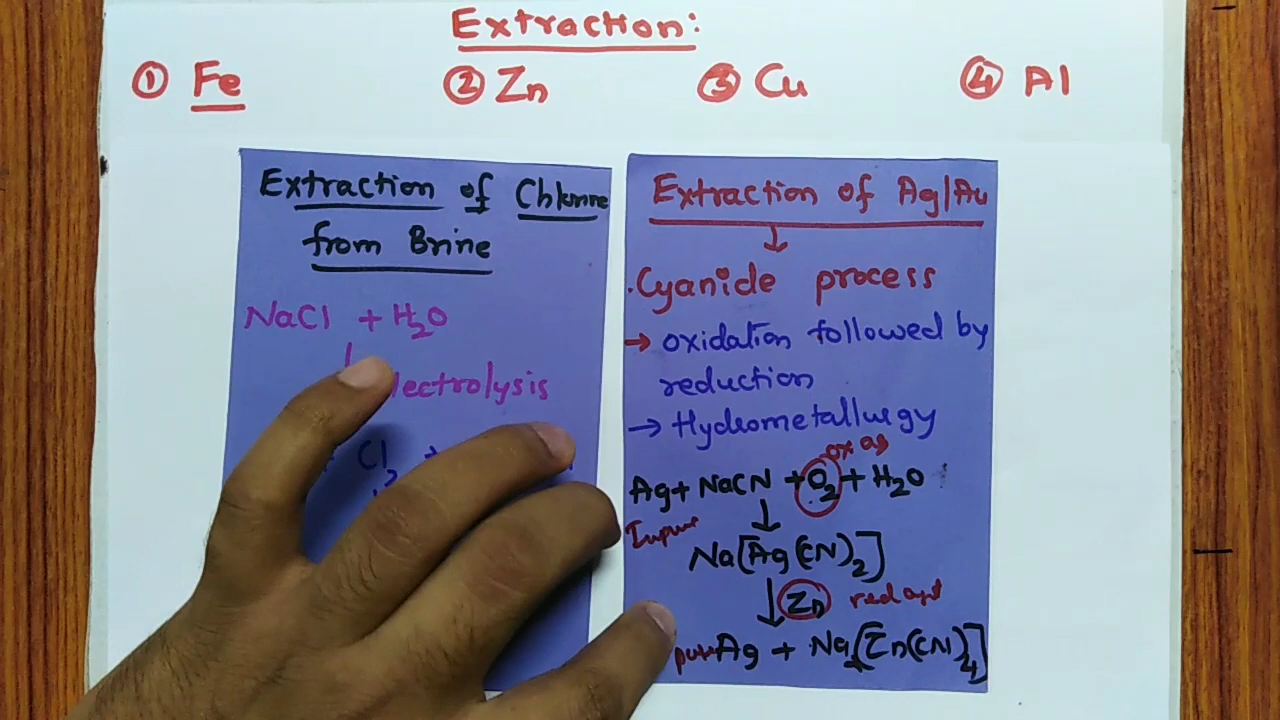 Extraction:
① Fe ② Zn ③ Cu ④ Al
Extraction of Chlorine
from Brine
NaCl + H₂O
lectrolysis
Cl₂ +
Extraction of Ag/Au
Cyanide process
→ oxidation followed by
reduction
→ Hydrometallurgy
ox ag
Ag + NaCN + O₂ + H₂O
Impure
Na[Ag(CN)₂]
Zn red agt
pure Ag + Na₂[Zn(CN)₄]